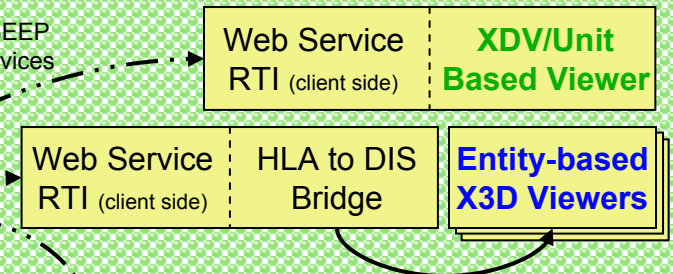 EEP
vices
Web Service
RTI (client side)
XDV/Unit
Based Viewer
Web Service
RTI (client side)
HLA to DIS
Bridge
Entity-based
X3D Viewers